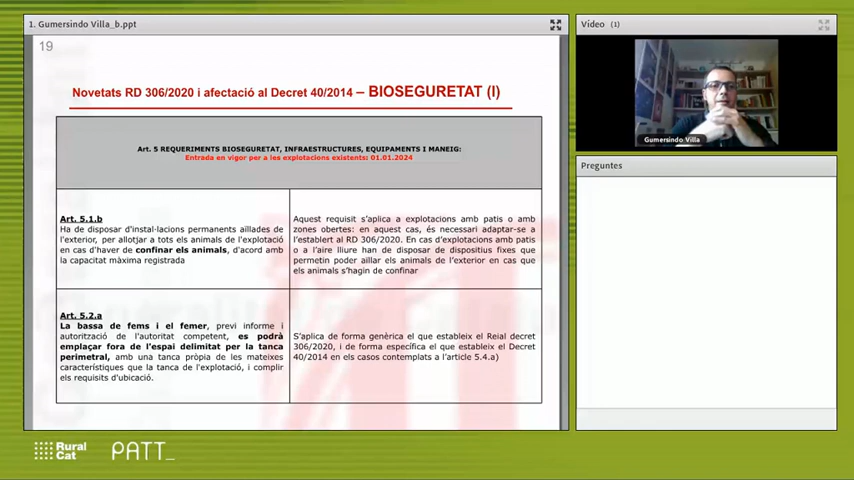 1. Gumersindo Villa_b.ppt
19
Novetats RD 306/2020 i afectació al Decret 40/2014 – BIOSEGURETAT (I)
Art. 5 REQUERIMENTS BIOSEGURETAT, INFRAESTRUCTURES, EQUIPAMENTS I MANEIG:
Entrada en vigor per a les explotacions existents: 01.01.2024
Art. 5.1.b
Ha de disposar d'instal·lacions permanents aïllades de
l'exterior, per allotjar a tots els animals de l'explotació
en cas d'haver de confinar els animals, d'acord amb
la capacitat màxima registrada
Aquest requisit s'aplica a explotacions amb patis o amb
zones obertes: en aquest cas, és necessari adaptar-se a
l'establert al RD 306/2020. En cas d'explotacions amb patis
o a l'aire lliure han de disposar de dispositius fixes que
permetin poder aïllar els animals de l'exterior en cas que
els animals s'hagin de confinar
Art. 5.2.a
La bassa de fems i el femer, previ informe i
autorització de l'autoritat competent, es podrà
emplaçar fora de l'espai delimitat per la tanca
perimetral, amb una tanca pròpia de les mateixes
característiques que la tanca de l'explotació, i complir
els requisits d'ubicació.
S'aplica de forma genèrica el que estableix el Reial decret
306/2020, i de forma específica el que estableix el Decret
40/2014 en els casos contemplats a l'article 5.4.a)
Vídeo (1)
Gumersindo Villa
Preguntes
Rural
Cat
PATT_